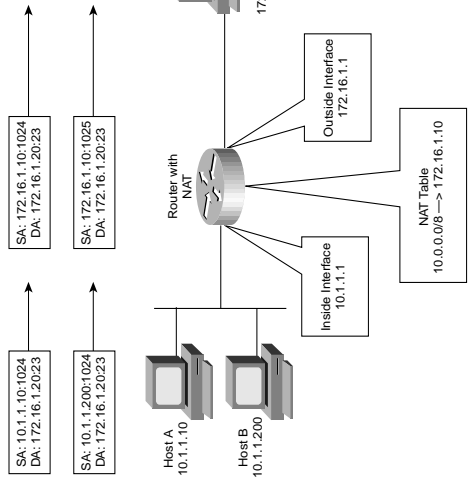 SA: 10.1.1.10:1024
DA: 172.16.1.20:23
SA: 172.16.1.10:1024
DA: 172.16.1.20:23
SA: 10.1.1.200:1024
DA: 172.16.1.20:23
SA: 172.16.1.10:1025
DA: 172.16.1.20:23
Host A
10.1.1.10
Host B
10.1.1.200
Router with
NAT
Inside Interface
10.1.1.1
Outside Interface
172.16.1.1
NAT Table
10.0.0.0/8 —> 172.16.1.10